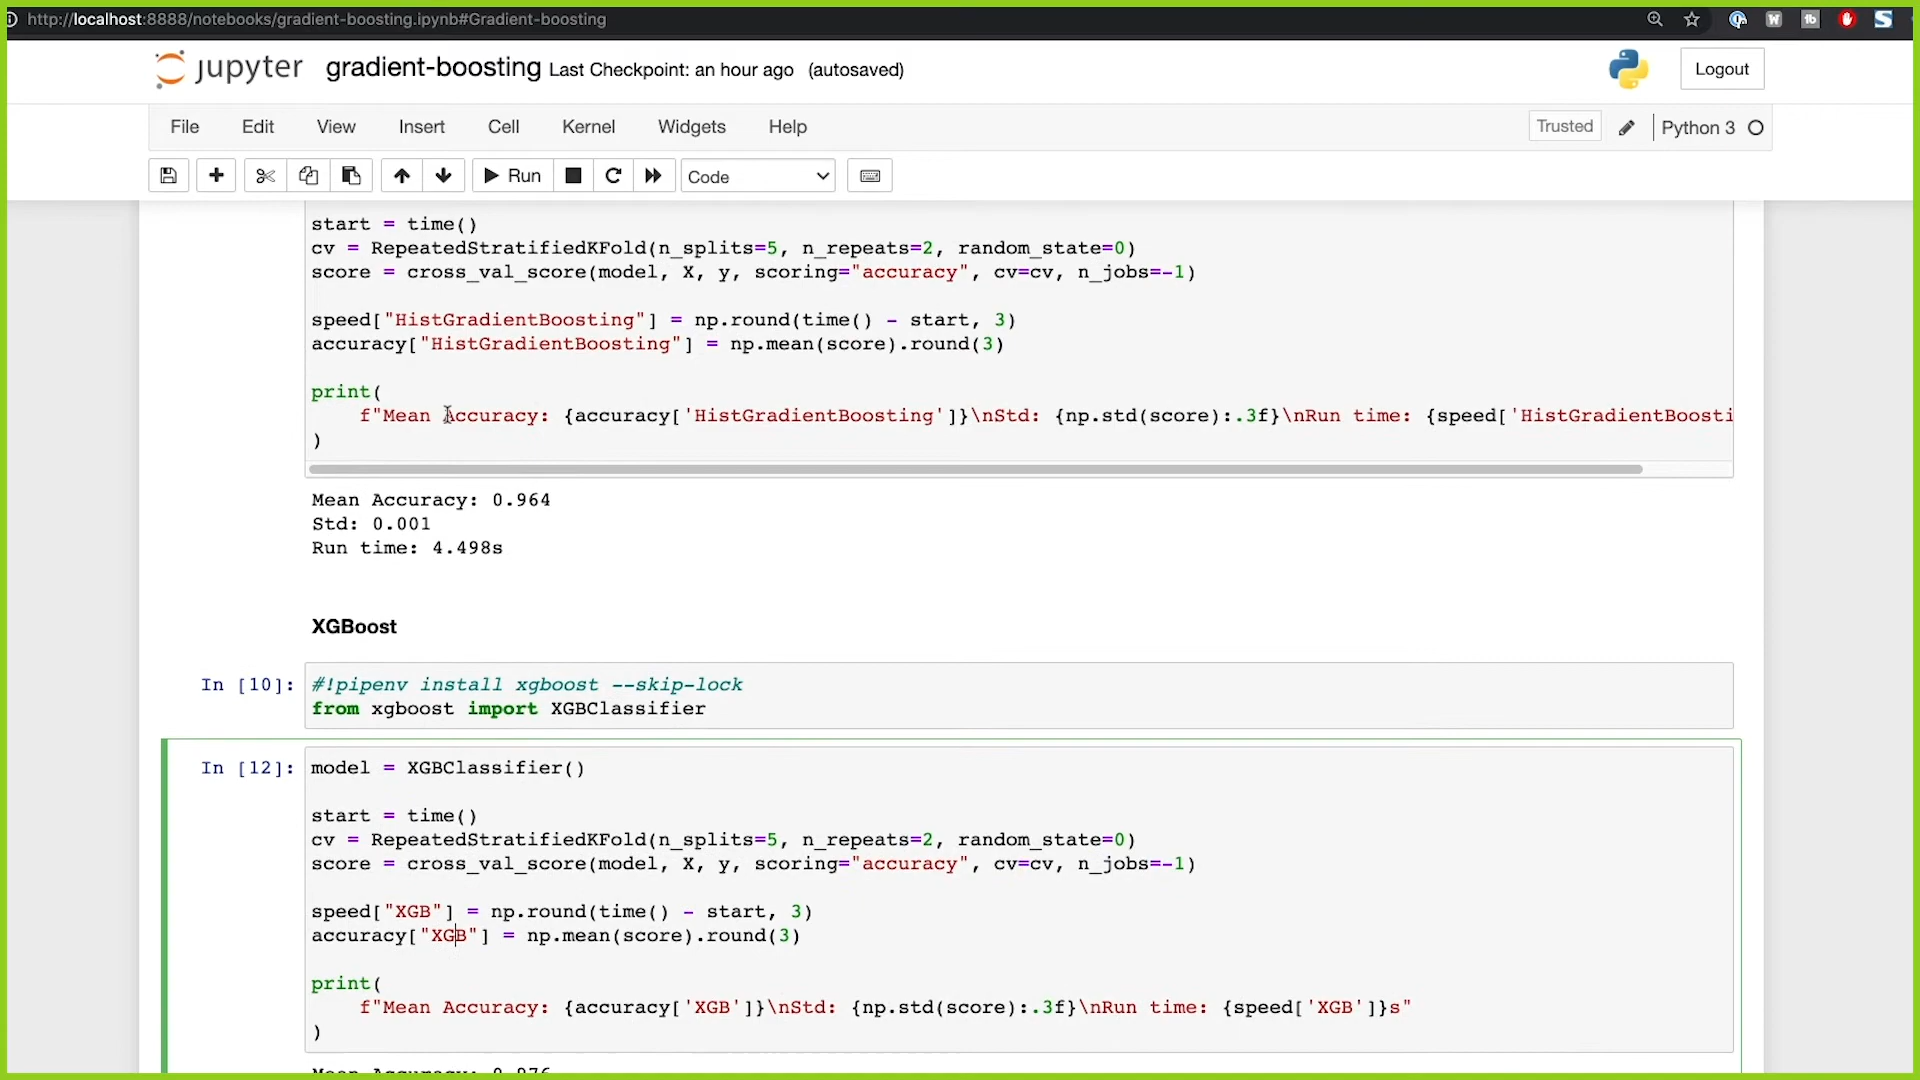 http://localhost:8888/notebooks/gradient-boosting.ipynb#Gradient-boosting
jupyter gradient-boosting Last Checkpoint: an hour ago (autosaved)
Logout
File Edit View Insert Cell Kernel Widgets Help
Trusted Python 3
Run Code
start = time()
cv = RepeatedStratifiedKFold(n_splits=5, n_repeats=2, random_state=0)
score = cross_val_score(model, X, y, scoring="accuracy", cv=cv, n_jobs=-1)
speed["HistGradientBoosting"] = np.round(time() - start, 3)
accuracy["HistGradientBoosting"] = np.mean(score).round(3)
print(
f"Mean Accuracy: {accuracy['HistGradientBoosting']}\nStd: {np.std(score):.3f}\nRun time: {speed['HistGradientBoosti
)
Mean Accuracy: 0.964
Std: 0.001
Run time: 4.498s
XGBoost
In [10]: #!pipenv install xgboost --skip-lock
from xgboost import XGBClassifier
In [12]: model = XGBClassifier()
start = time()
cv = RepeatedStratifiedKFold(n_splits=5, n_repeats=2, random_state=0)
score = cross_val_score(model, X, y, scoring="accuracy", cv=cv, n_jobs=-1)
speed["XGB"] = np.round(time() - start, 3)
accuracy["XGB"] = np.mean(score).round(3)
print(
f"Mean Accuracy: {accuracy['XGB']}\nStd: {np.std(score):.3f}\nRun time: {speed['XGB']}s"
)